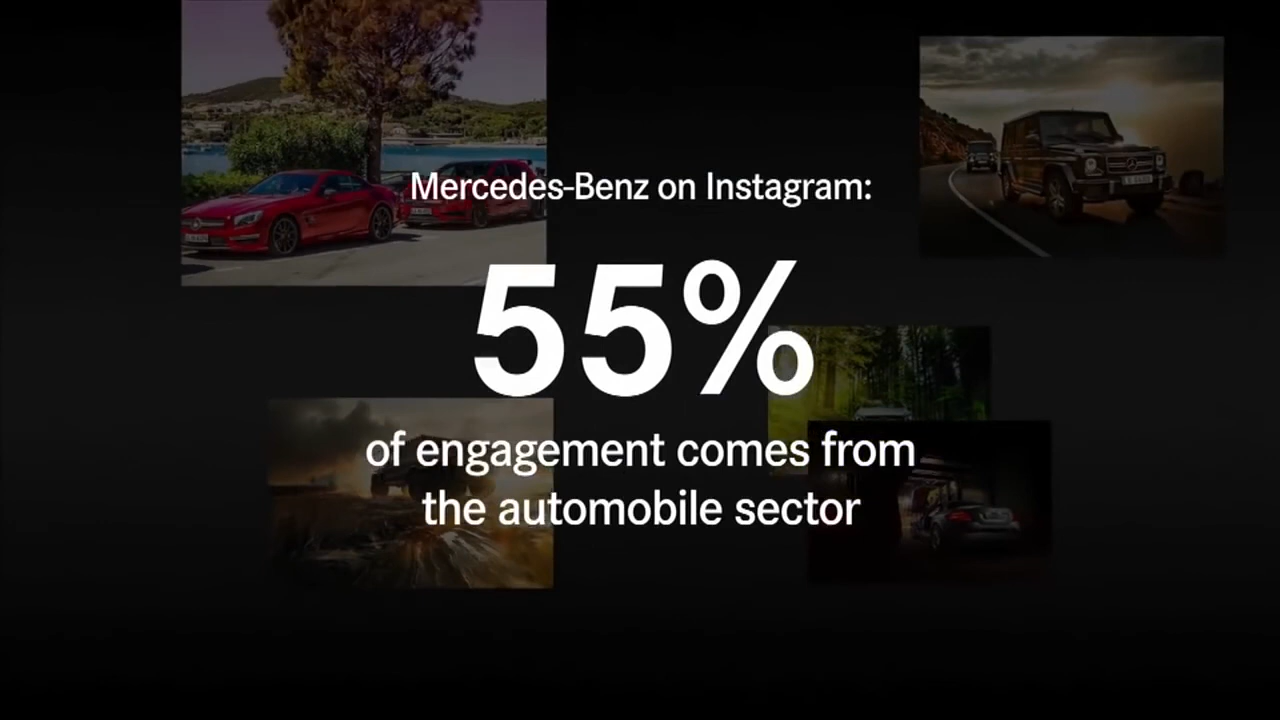 Mercedes-Benz on Instagram:
55%
of engagement comes from
the automobile sector